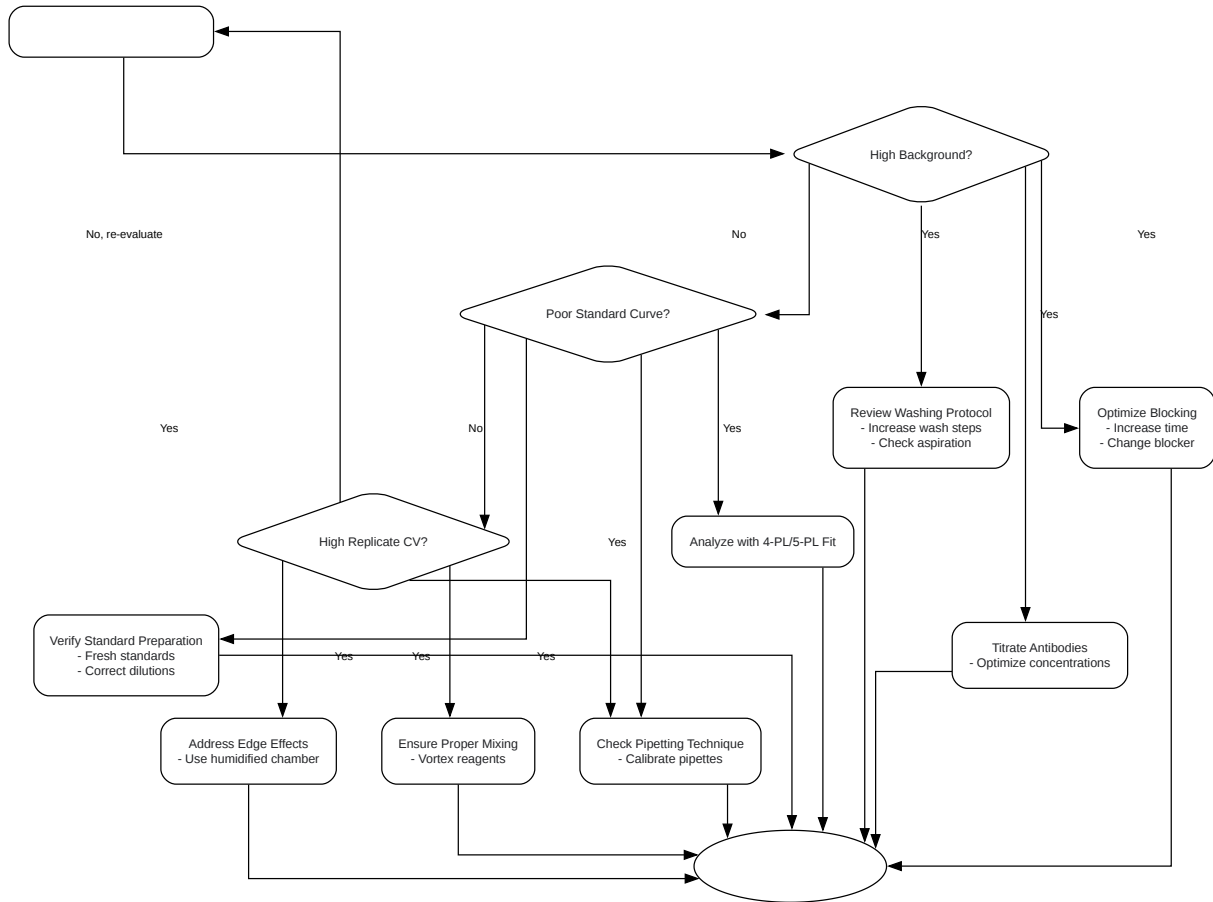 High Background?
No, re-evaluate
No
Yes
Yes
Poor Standard Curve?
Yes
Review Washing Protocol
- Increase wash steps
- Check aspiration
Optimize Blocking
- Increase time
- Change blocker
Yes
No
Yes
High Replicate CV?
Yes
Analyze with 4-PL/5-PL Fit
Verify Standard Preparation
- Fresh standards
- Correct dilutions
Yes
Yes
Yes
Titrate Antibodies
- Optimize concentrations
Address Edge Effects
- Use humidified chamber
Ensure Proper Mixing
- Vortex reagents
Check Pipetting Technique
- Calibrate pipettes